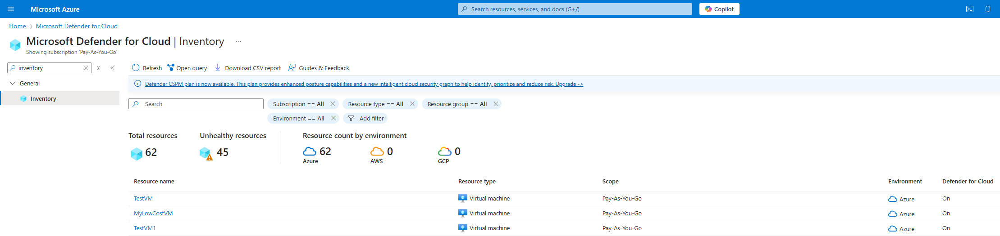 Microsoft Azure
Search resources, services, and docs (G+/)
Copilot
Home > Microsoft Defender for Cloud
Microsoft Defender for Cloud | Inventory ...
Showing subscription 'Pay-As-You-Go'
inventory
General
Inventory
Refresh Open query Download CSV report Guides & Feedback
Defender CSPM plan is now available. This plan provides enhanced posture capabilities and a new intelligent cloud security graph to help identify, prioritize and reduce risk. Upgrade ->
Search
Subscription == All
Resource type == All
Resource group == All
Environment == All
Add filter
Total resources
62
Unhealthy resources
45
Resource count by environment
62
Azure
0
AWS
0
GCP
Resource name Resource type Scope Environment Defender for Cloud
TestVM Virtual machine Pay-As-You-Go Azure On
MyLowCostVM Virtual machine Pay-As-You-Go Azure On
TestVM1 Virtual machine Pay-As-You-Go Azure On